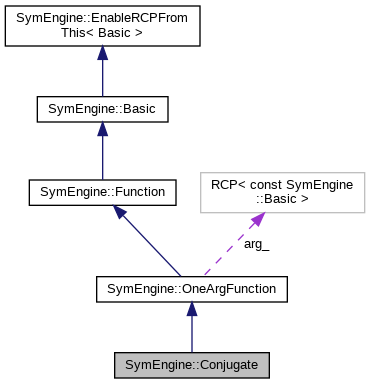 SymEngine::EnableRCPFrom
This< Basic >
SymEngine::Basic
SymEngine::Function
RCP< const SymEngine
::Basic >
arg_
SymEngine::OneArgFunction
SymEngine::Conjugate